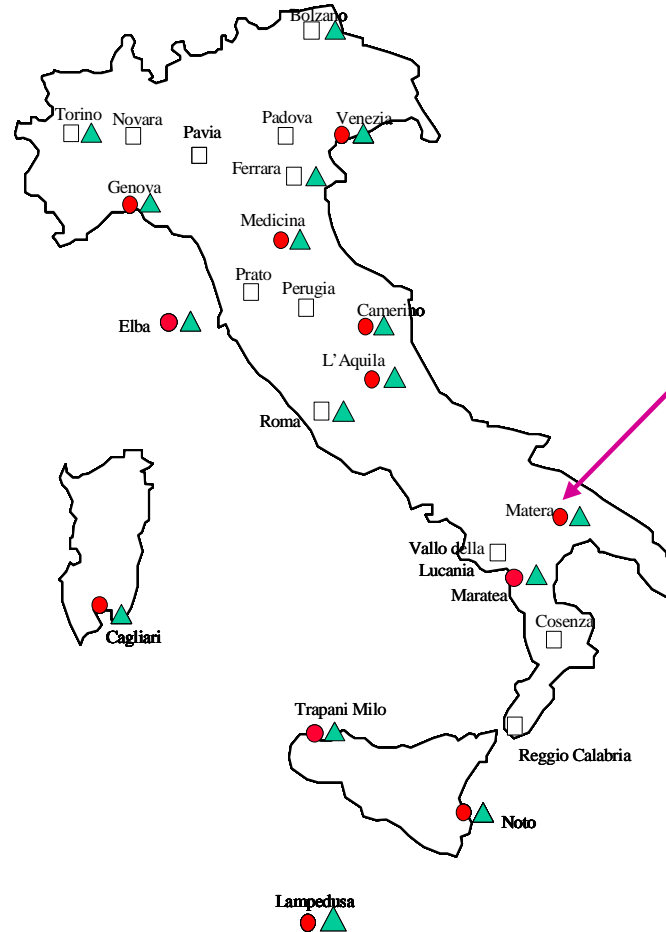 Bolzano
Torino
Novara
Pavia
Padova
Venezia
Ferrara
Genova
Medicina
Prato
Perugia
Elba
Camerino
L'Aquila
Roma
Matera
Vallo della
Lucania
Maratea
Cosenza
Cagliari
Trapani Milo
Reggio Calabria
Noto
Lampedusa